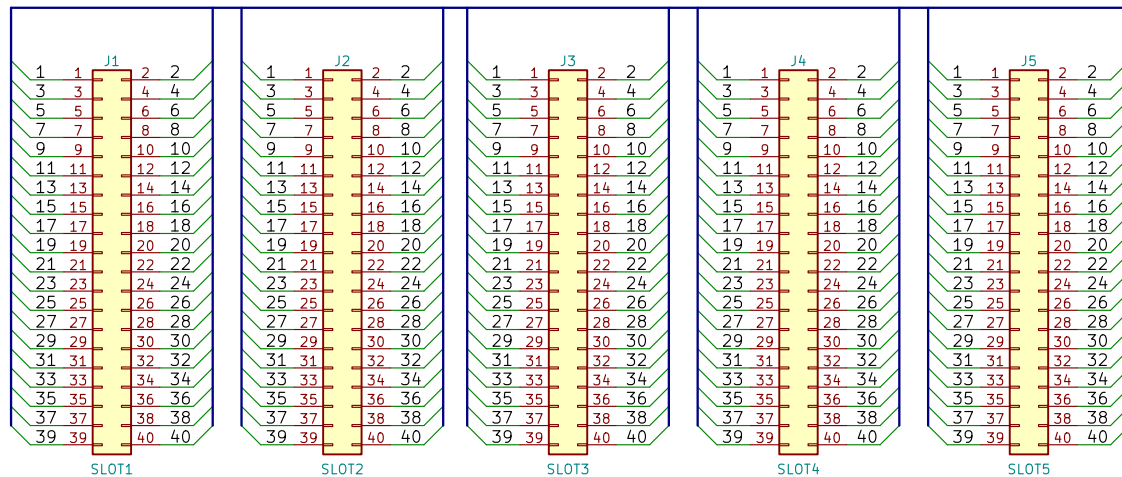 J1 J2 J3 J4 J5
1 1 2 2 1 1 2 2 1 1 2 2 1 1 2 2 1 1 2 2
3 3 4 4 3 3 4 4 3 3 4 4 3 3 4 4 3 3 4 4
5 5 6 6 5 5 6 6 5 5 6 6 5 5 6 6 5 5 6 6
7 7 8 8 7 7 8 8 7 7 8 8 7 7 8 8 7 7 8 8
9 9 10 10 9 9 10 10 9 9 10 10 9 9 10 10 9 9 10 10
11 11 12 12 11 11 12 12 11 11 12 12 11 11 12 12 11 11 12 12
13 13 14 14 13 13 14 14 13 13 14 14 13 13 14 14 13 13 14 14
15 15 16 16 15 15 16 16 15 15 16 16 15 15 16 16 15 15 16 16
17 17 18 18 17 17 18 18 17 17 18 18 17 17 18 18 17 17 18 18
19 19 20 20 19 19 20 20 19 19 20 20 19 19 20 20 19 19 20 20
21 21 22 22 21 21 22 22 21 21 22 22 21 21 22 22 21 21 22 22
23 23 24 24 23 23 24 24 23 23 24 24 23 23 24 24 23 23 24 24
25 25 26 26 25 25 26 26 25 25 26 26 25 25 26 26 25 25 26 26
27 27 28 28 27 27 28 28 27 27 28 28 27 27 28 28 27 27 28 28
29 29 30 30 29 29 30 30 29 29 30 30 29 29 30 30 29 29 30 30
31 31 32 32 31 31 32 32 31 31 32 32 31 31 32 32 31 31 32 32
33 33 34 34 33 33 34 34 33 33 34 34 33 33 34 34 33 33 34 34
35 35 36 36 35 35 36 36 35 35 36 36 35 35 36 36 35 35 36 36
37 37 38 38 37 37 38 38 37 37 38 38 37 37 38 38 37 37 38 38
39 39 40 40 39 39 40 40 39 39 40 40 39 39 40 40 39 39 40 40
SLOT1 SLOT2 SLOT3 SLOT4 SLOT5